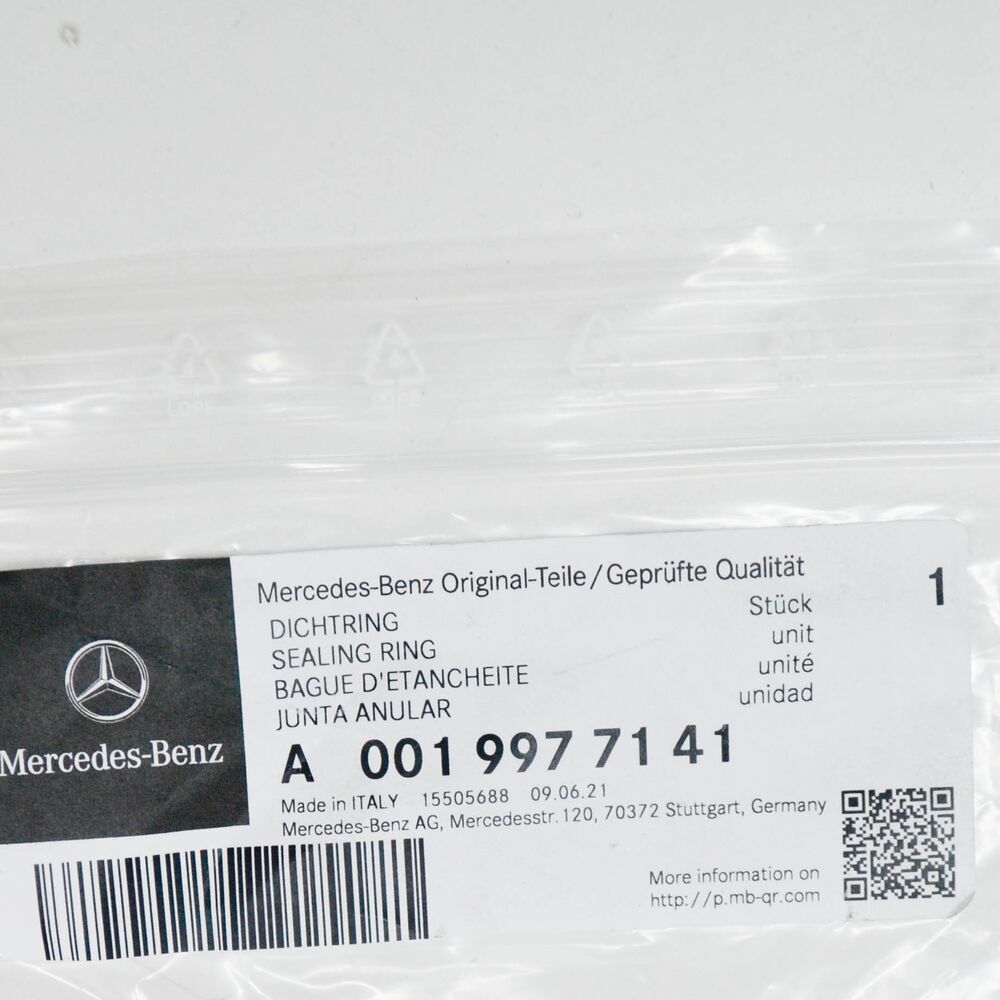 LDPE
LDPE
Mercedes-Benz
Mercedes-Benz Original-Teile/Geprüfte Qualität
1
DICHTRING
SEALING RING
BAGUE D'ETANCHEITE
JUNTA ANULAR
Stück
unit
unité
unidad
A 001 997 71 41
Made in ITALY 15505688 09.06.21
Mercedes-Benz AG, Mercedesstr. 120, 70372 Stuttgart, Germany
More information on
http://p.mb-qr.com